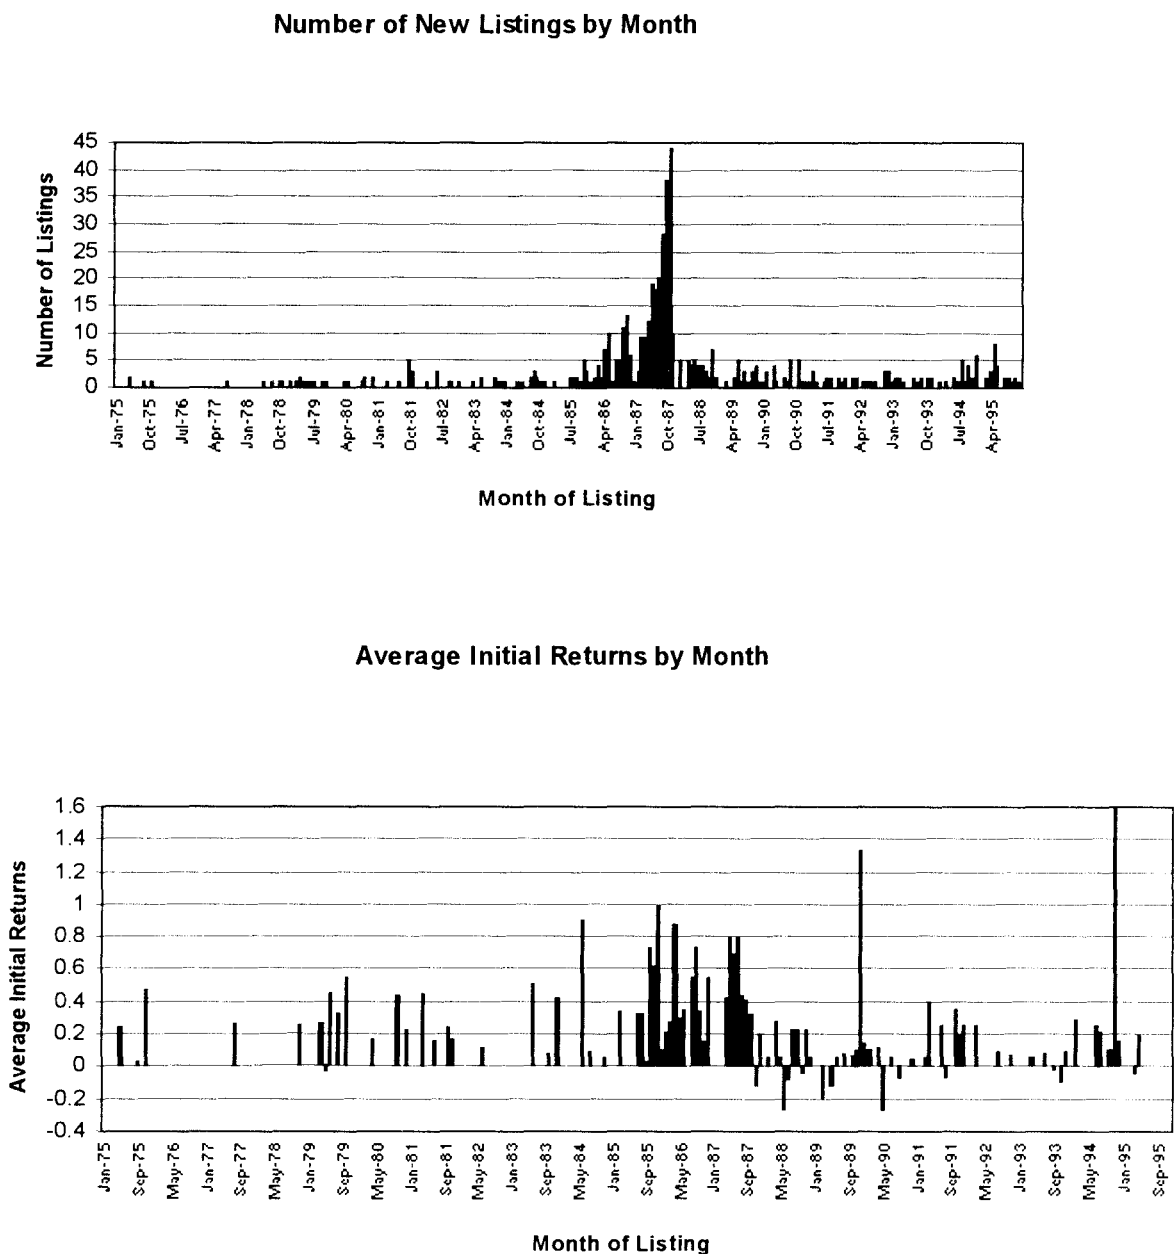 Number of New Listings by Month
45
40
35
30
25
20
15
10
5
0
Number of Listings
Jan-75
Oct-75
Jul-76
Apr-77
Jan-78
Oct-78
Jul-79
Apr-80
Jan-81
Oct-81
Jul-82
Apr-83
Jan-84
Oct-84
Jul-85
Apr-86
Jan-87
Oct-87
Jul-88
Apr-89
Jan-90
Oct-90
Jul-91
Apr-92
Jan-93
Oct-93
Jul-94
Apr-95
Month of Listing
Average Initial Returns by Month
1.6
1.4
1.2
1
0.8
0.6
0.4
0.2
0
-0.2
-0.4
Average Initial Returns
Jan-75
Sep-75
May-76
Jan-77
Sep-77
May-78
Jan-79
Sep-79
May-80
Jan-81
Sep-81
May-82
Jan-83
Sep-83
May-84
Jan-85
Sep-85
May-86
Jan-87
Sep-87
May-88
Jan-89
Sep-89
May-90
Jan-91
Sep-91
May-92
Jan-93
Sep-93
May-94
Jan-95
Sep-95
Month of Listing